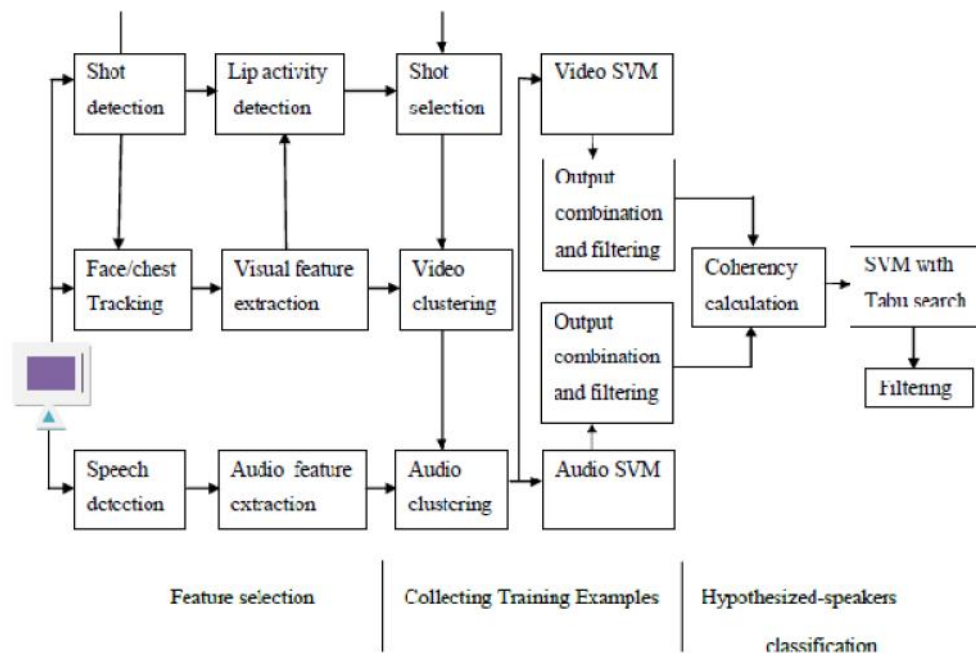 Shot
detection
Lip activity
detection
Shot
selection
Video SVM
Output
combination
and filtering
Face/chest
Tracking
Visual feature
extraction
Video
clustering
Coherency
calculation
SVM with
Tabu search
Output
combination
and filtering
Filtering
Speech
detection
Audio feature
extraction
Audio
clustering
Audio SVM
Feature selection
Collecting Training Examples
Hypothesized-speakers
classification